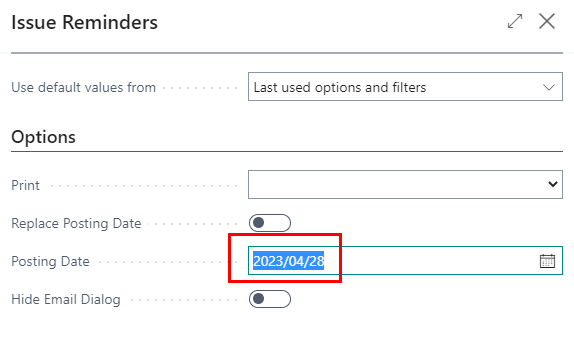 Issue Reminders
Use default values from
Last used options and filters
Options
Print
Replace Posting Date
Posting Date
2023/04/28
Hide Email Dialog